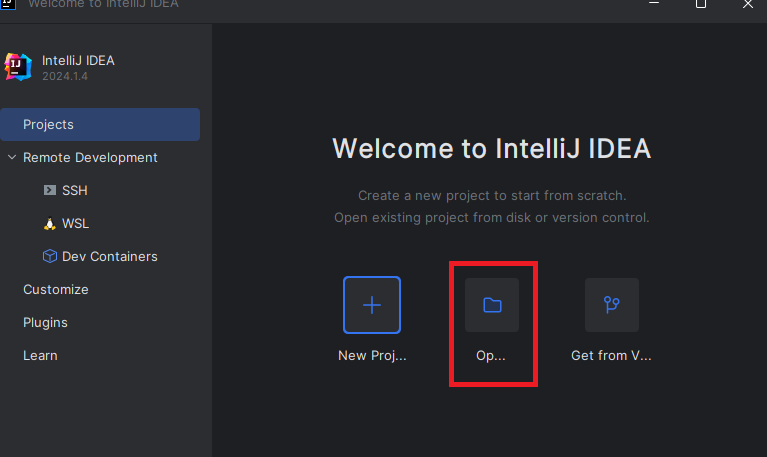 Welcome to IntelliJ IDEA
IJ
IntelliJ IDEA
2024.1.4
Projects
Remote Development
SSH
WSL
Dev Containers
Customize
Plugins
Learn
Welcome to IntelliJ IDEA
Create a new project to start from scratch.
Open existing project from disk or version control.
New Proj...
Op...
Get from V...